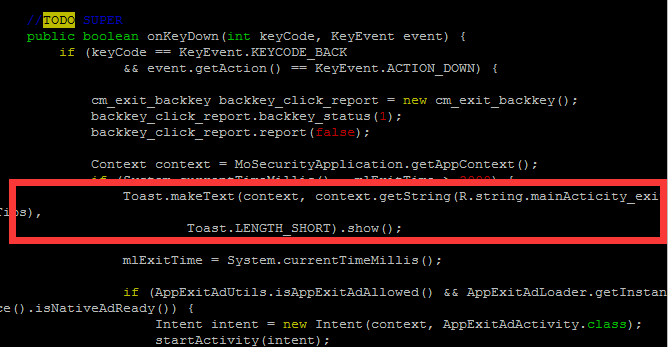 //TODO SUPER
public boolean onKeyDown(int keyCode, KeyEvent event) {
if (keyCode == KeyEvent.KEYCODE_BACK
&& event.getAction() == KeyEvent.ACTION_DOWN) {
cm_exit_backkey backkey_click_report = new cm_exit_backkey();
backkey_click_report.backkey_status(1);
backkey_click_report.report(false);
Context context = MoSecurityApplication.getAppContext();
if (System.currentTimeMillis() - mlExitTime > 2000) {
Toast.makeText(context, context.getString(R.string.mainActicity_exi
Tips),
Toast.LENGTH_SHORT).show();
mlExitTime = System.currentTimeMillis();
if (AppExitAdUtils.isAppExitAdAllowed() && AppExitAdLoader.getInstan
ce().isNativeAdReady()) {
Intent intent = new Intent(context, AppExitAdActivity.class);
startActivity(intent);